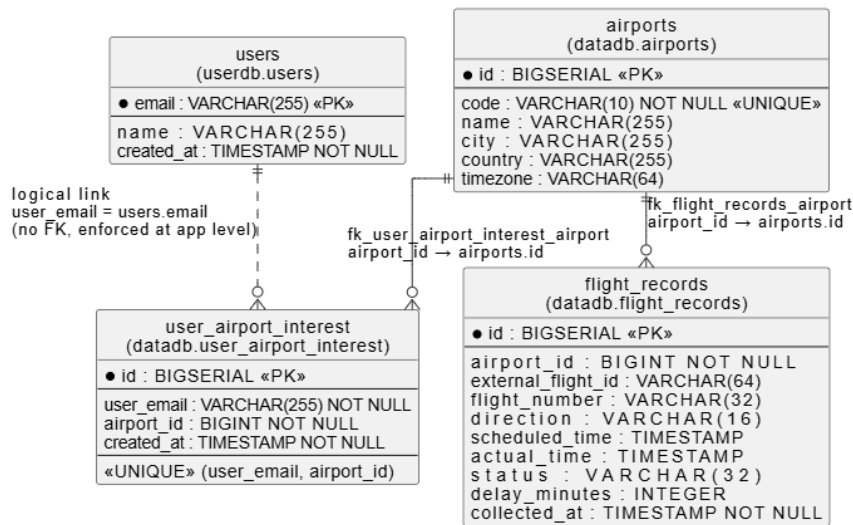 users
(userdb.users)
● email : VARCHAR(255) «PK»
name : VARCHAR(255)
created_at : TIMESTAMP NOT NULL
airports
(datadb.airports)
● id : BIGSERIAL «PK»
code : VARCHAR(10) NOT NULL «UNIQUE»
name : VARCHAR(255)
city : VARCHAR(255)
country : VARCHAR(255)
timezone : VARCHAR(64)
logical link
user_email = users.email
(no FK, enforced at app level)
fk_user_airport_interest_airport
airport_id → airports.id
fk_flight_records_airport
airport_id → airports.id
user_airport_interest
(datadb.user_airport_interest)
● id : BIGSERIAL «PK»
user_email : VARCHAR(255) NOT NULL
airport_id : BIGINT NOT NULL
created_at : TIMESTAMP NOT NULL
«UNIQUE» (user_email, airport_id)
flight_records
(datadb.flight_records)
● id : BIGSERIAL «PK»
airport_id : BIGINT NOT NULL
external_flight_id : VARCHAR(64)
flight_number : VARCHAR(32)
direction : VARCHAR(16)
scheduled_time : TIMESTAMP
actual_time : TIMESTAMP
status : VARCHAR(32)
delay_minutes : INTEGER
collected_at : TIMESTAMP NOT NULL